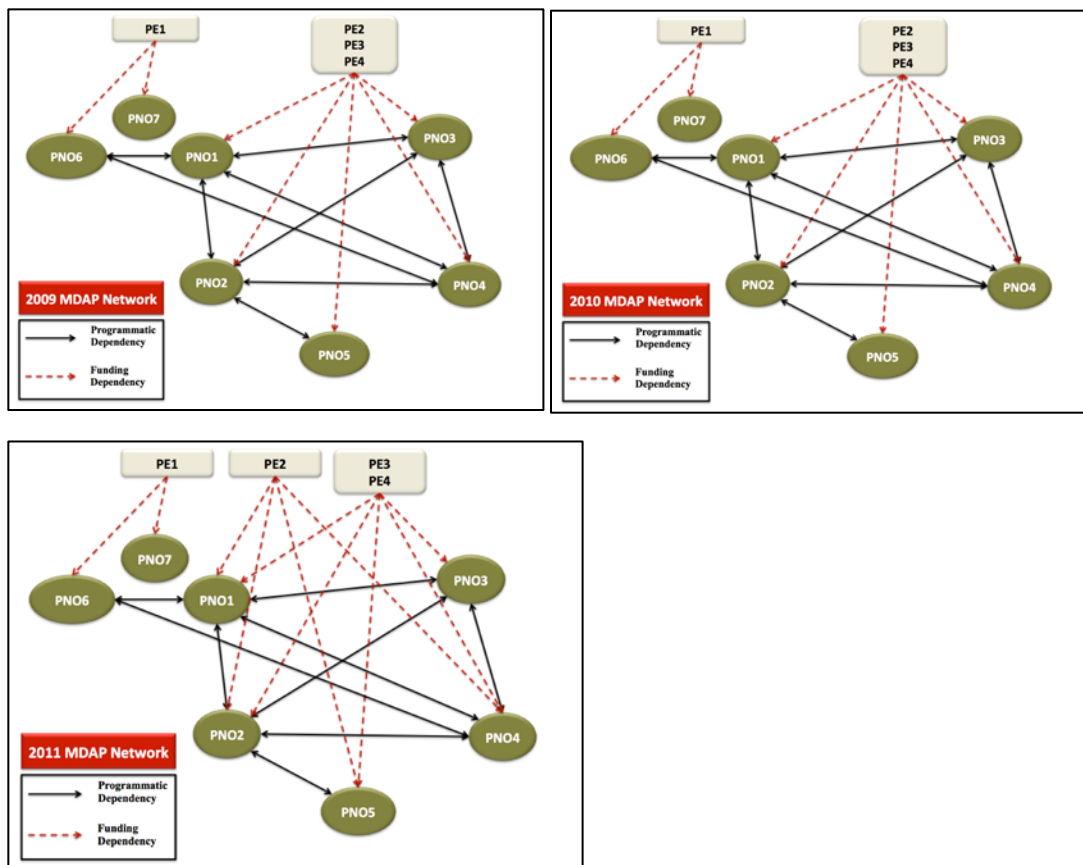 PE1
PE2
PE3
PE4
PNO7
PNO3
PNO6
PNO1
PNO2
PNO4
2009 MDAP Network
Programmatic
Dependency
PNO5
Funding
Dependency
PE1
PE2
PE3
PE4
PNO7
PNO3
PNO6
PNO1
PNO2
PNO4
2010 MDAP Network
Programmatic
Dependency
PNO5
Funding
Dependency
PE1
PE2
PE3
PE4
PNO7
PNO3
PNO6
PNO1
PNO2
PNO4
2011 MDAP Network
Programmatic
Dependency
PNO5
Funding
Dependency